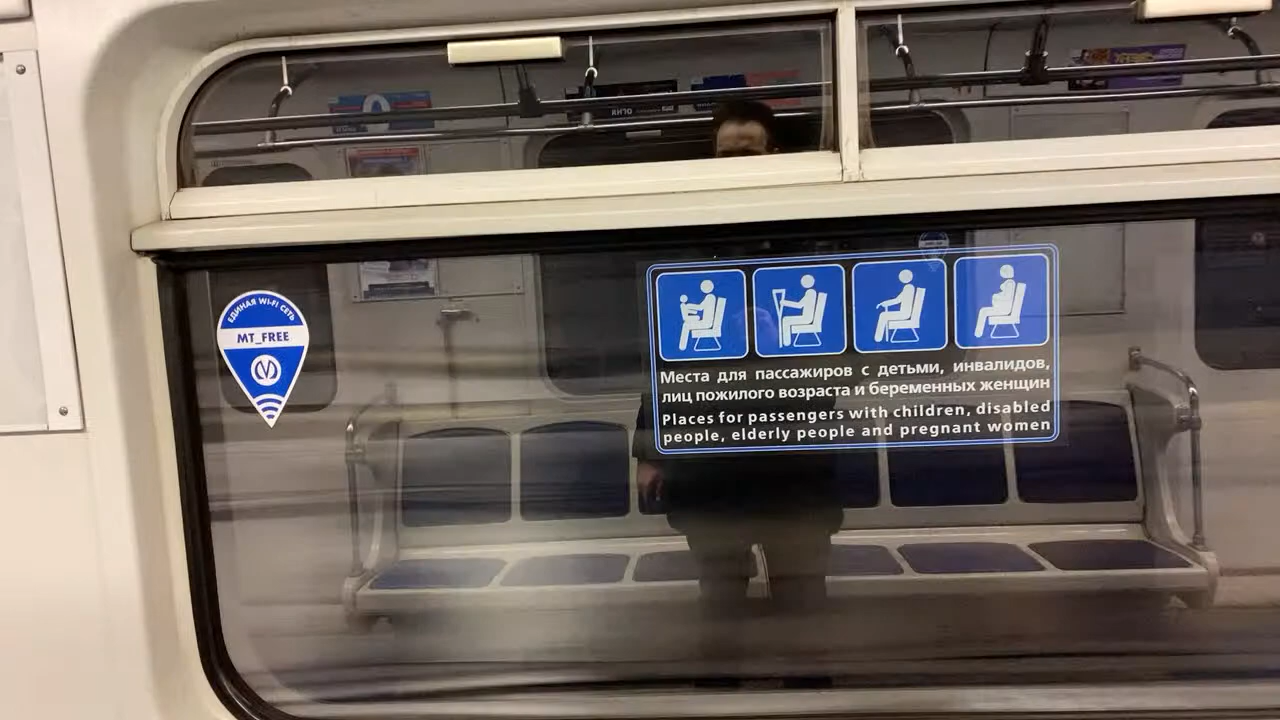 ЕДИНАЯ WI-FI СЕТЬ
MT_FREE
Места для пассажиров с детьми, инвалидов,
лиц пожилого возраста и беременных женщин
Places for passengers with children, disabled
people, elderly people and pregnant women